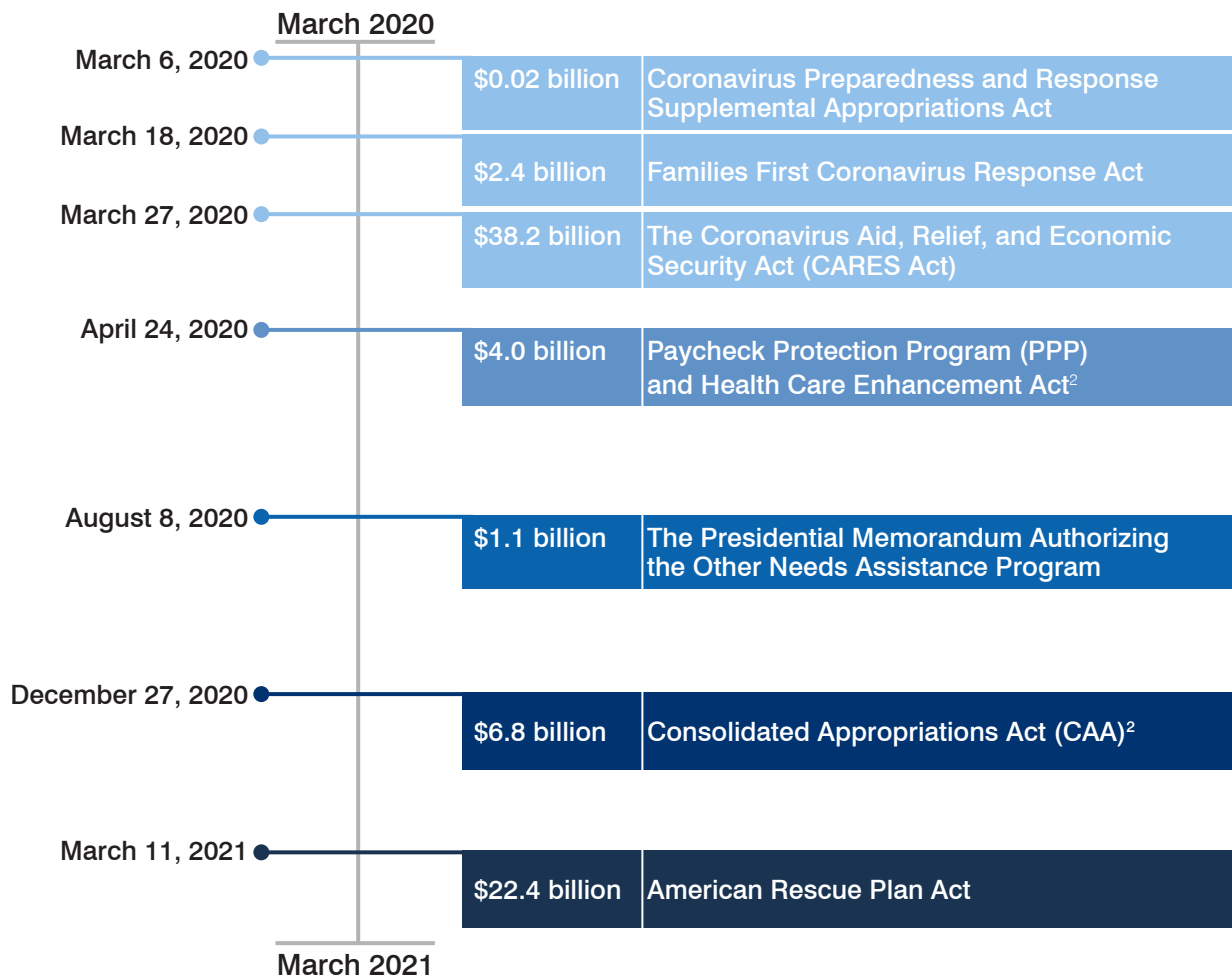 March 2020
March 6, 2020
$0.02 billion
Coronavirus Preparedness and Response
Supplemental Appropriations Act
March 18, 2020
$2.4 billion
Families First Coronavirus Response Act
March 27, 2020
$38.2 billion
The Coronavirus Aid, Relief, and Economic
Security Act (CARES Act)
April 24, 2020
$4.0 billion
Paycheck Protection Program (PPP)
and Health Care Enhancement Act²
August 8, 2020
$1.1 billion
The Presidential Memorandum Authorizing
the Other Needs Assistance Program
December 27, 2020
$6.8 billion
Consolidated Appropriations Act (CAA)²
March 11, 2021
$22.4 billion
American Rescue Plan Act
March 2021